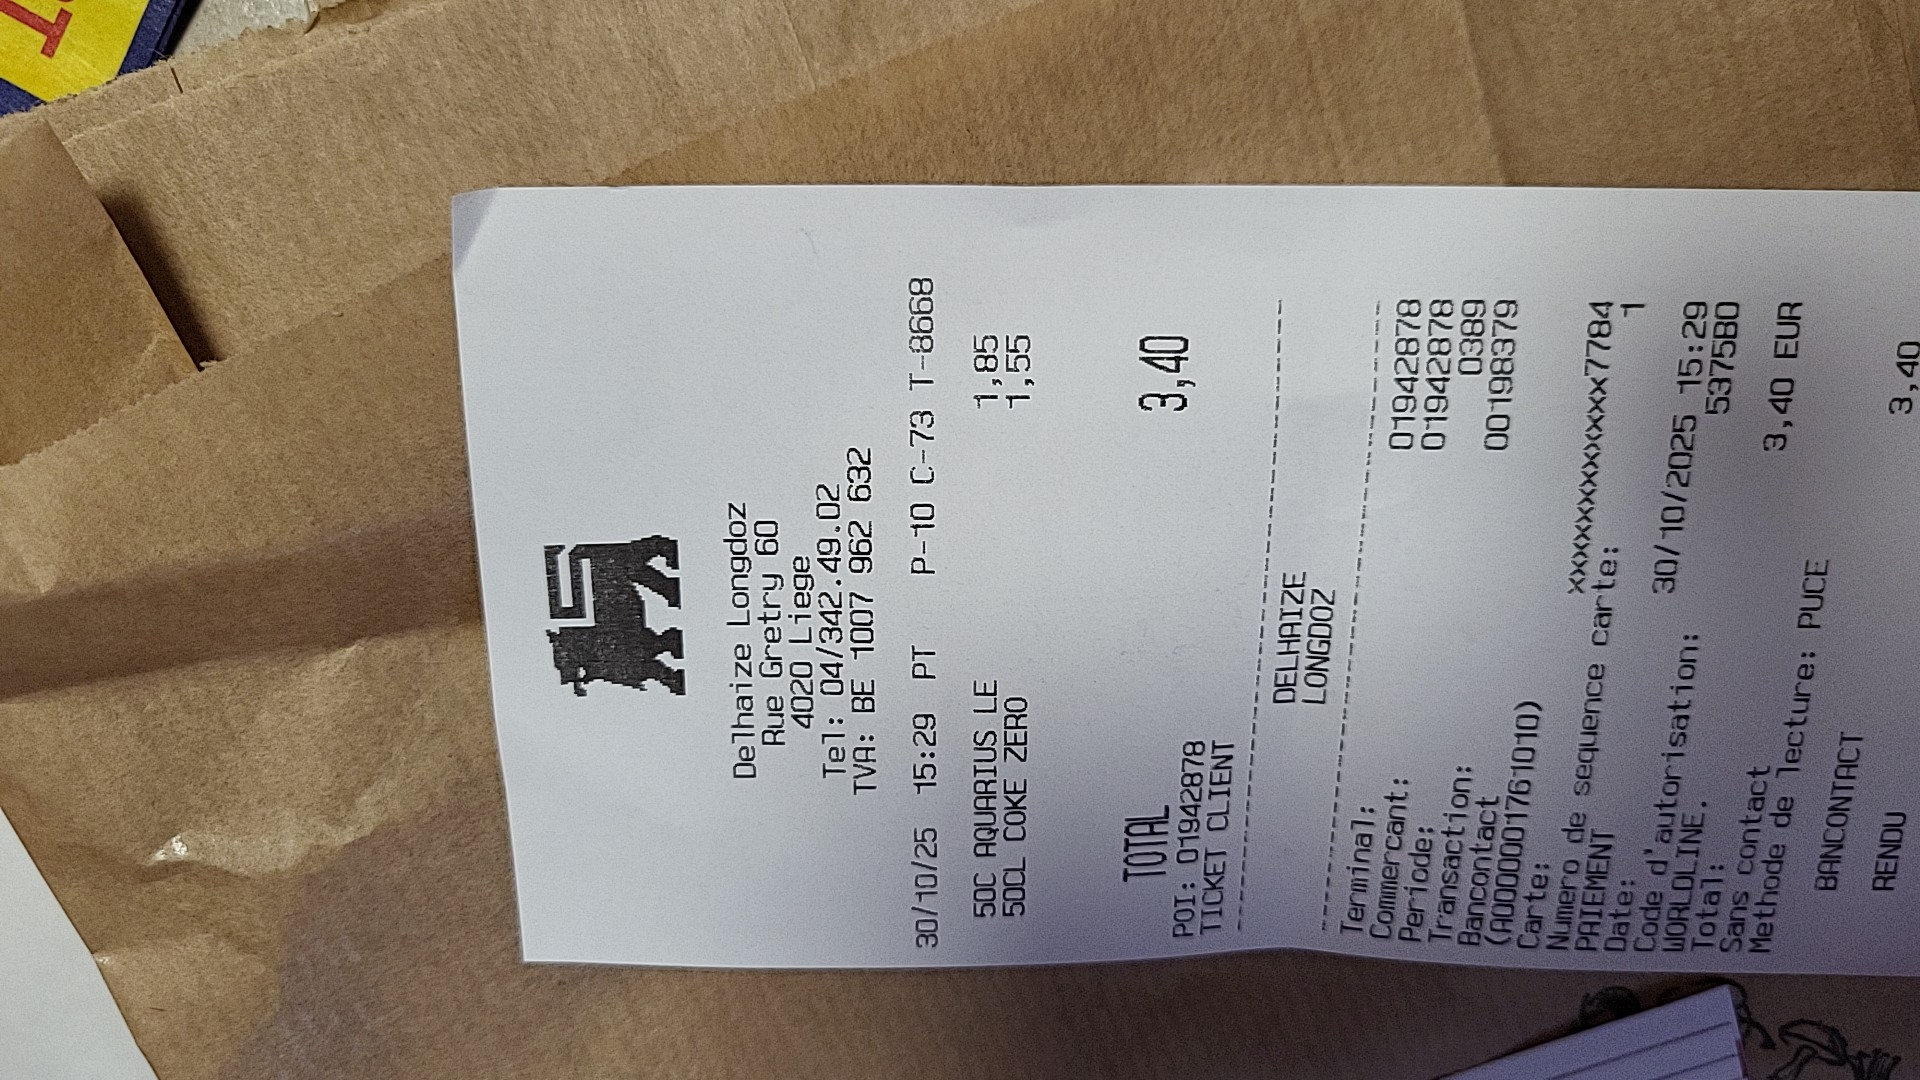 Delhaize Longdoz
Rue Gretry 60
4020 Liege
Tel: 04/342.49.02
TVA: BE 1007 962 632
30/10/25 15:29 PT P-10 C-73 T-8668
50C AQUARIUS LE 1,85
50CL COKE ZERO 1,55
TOTAL 3,40
POI: 01942878
TICKET CLIENT
DELHAIZE
LONGDOZ
Terminal: 01942878
Commercant: 01942878
Periode: 0389
Transaction: 00198379
Bancontact
(A0000001761010)
Carte: xxxxxxxxxxxxx7784
Numero de sequence carte: 1
PAIEMENT
Date: 30/10/2025 15:29
Code d'autorisation: 5375B0
WORLDLINE.
Total: 3,40 EUR
Sans contact
Methode de lecture: PUCE
BANCONTACT 3,40
RENDU